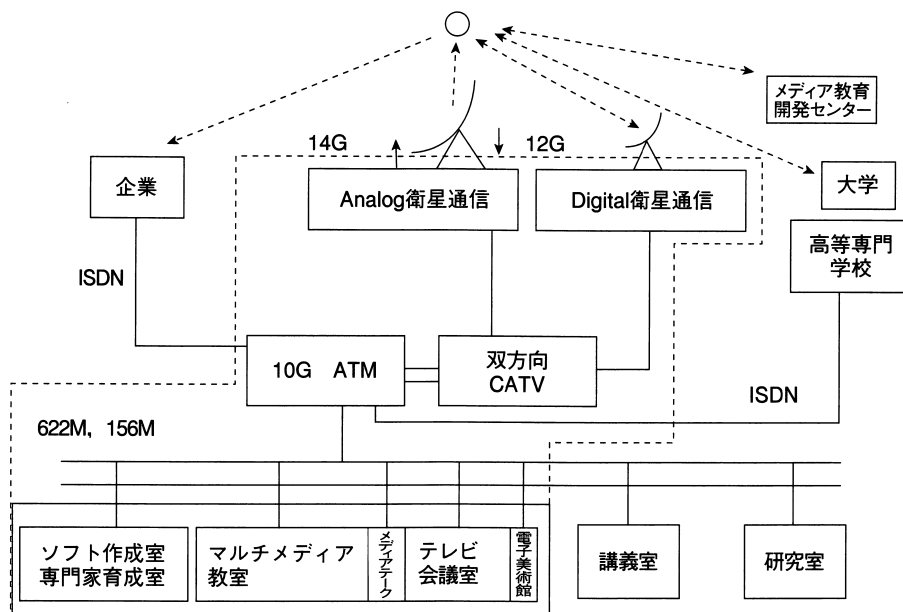 メディア教育
開発センター
14G
12G
企業
Analog衛星通信
Digital衛星通信
大学
高等専門
学校
ISDN
10G ATM
双方向
CATV
ISDN
622M, 156M
ソフト作成室
専門家育成室
マルチメディア
教室
メディアテーク
テレビ
会議室
電子美術館
講義室
研究室